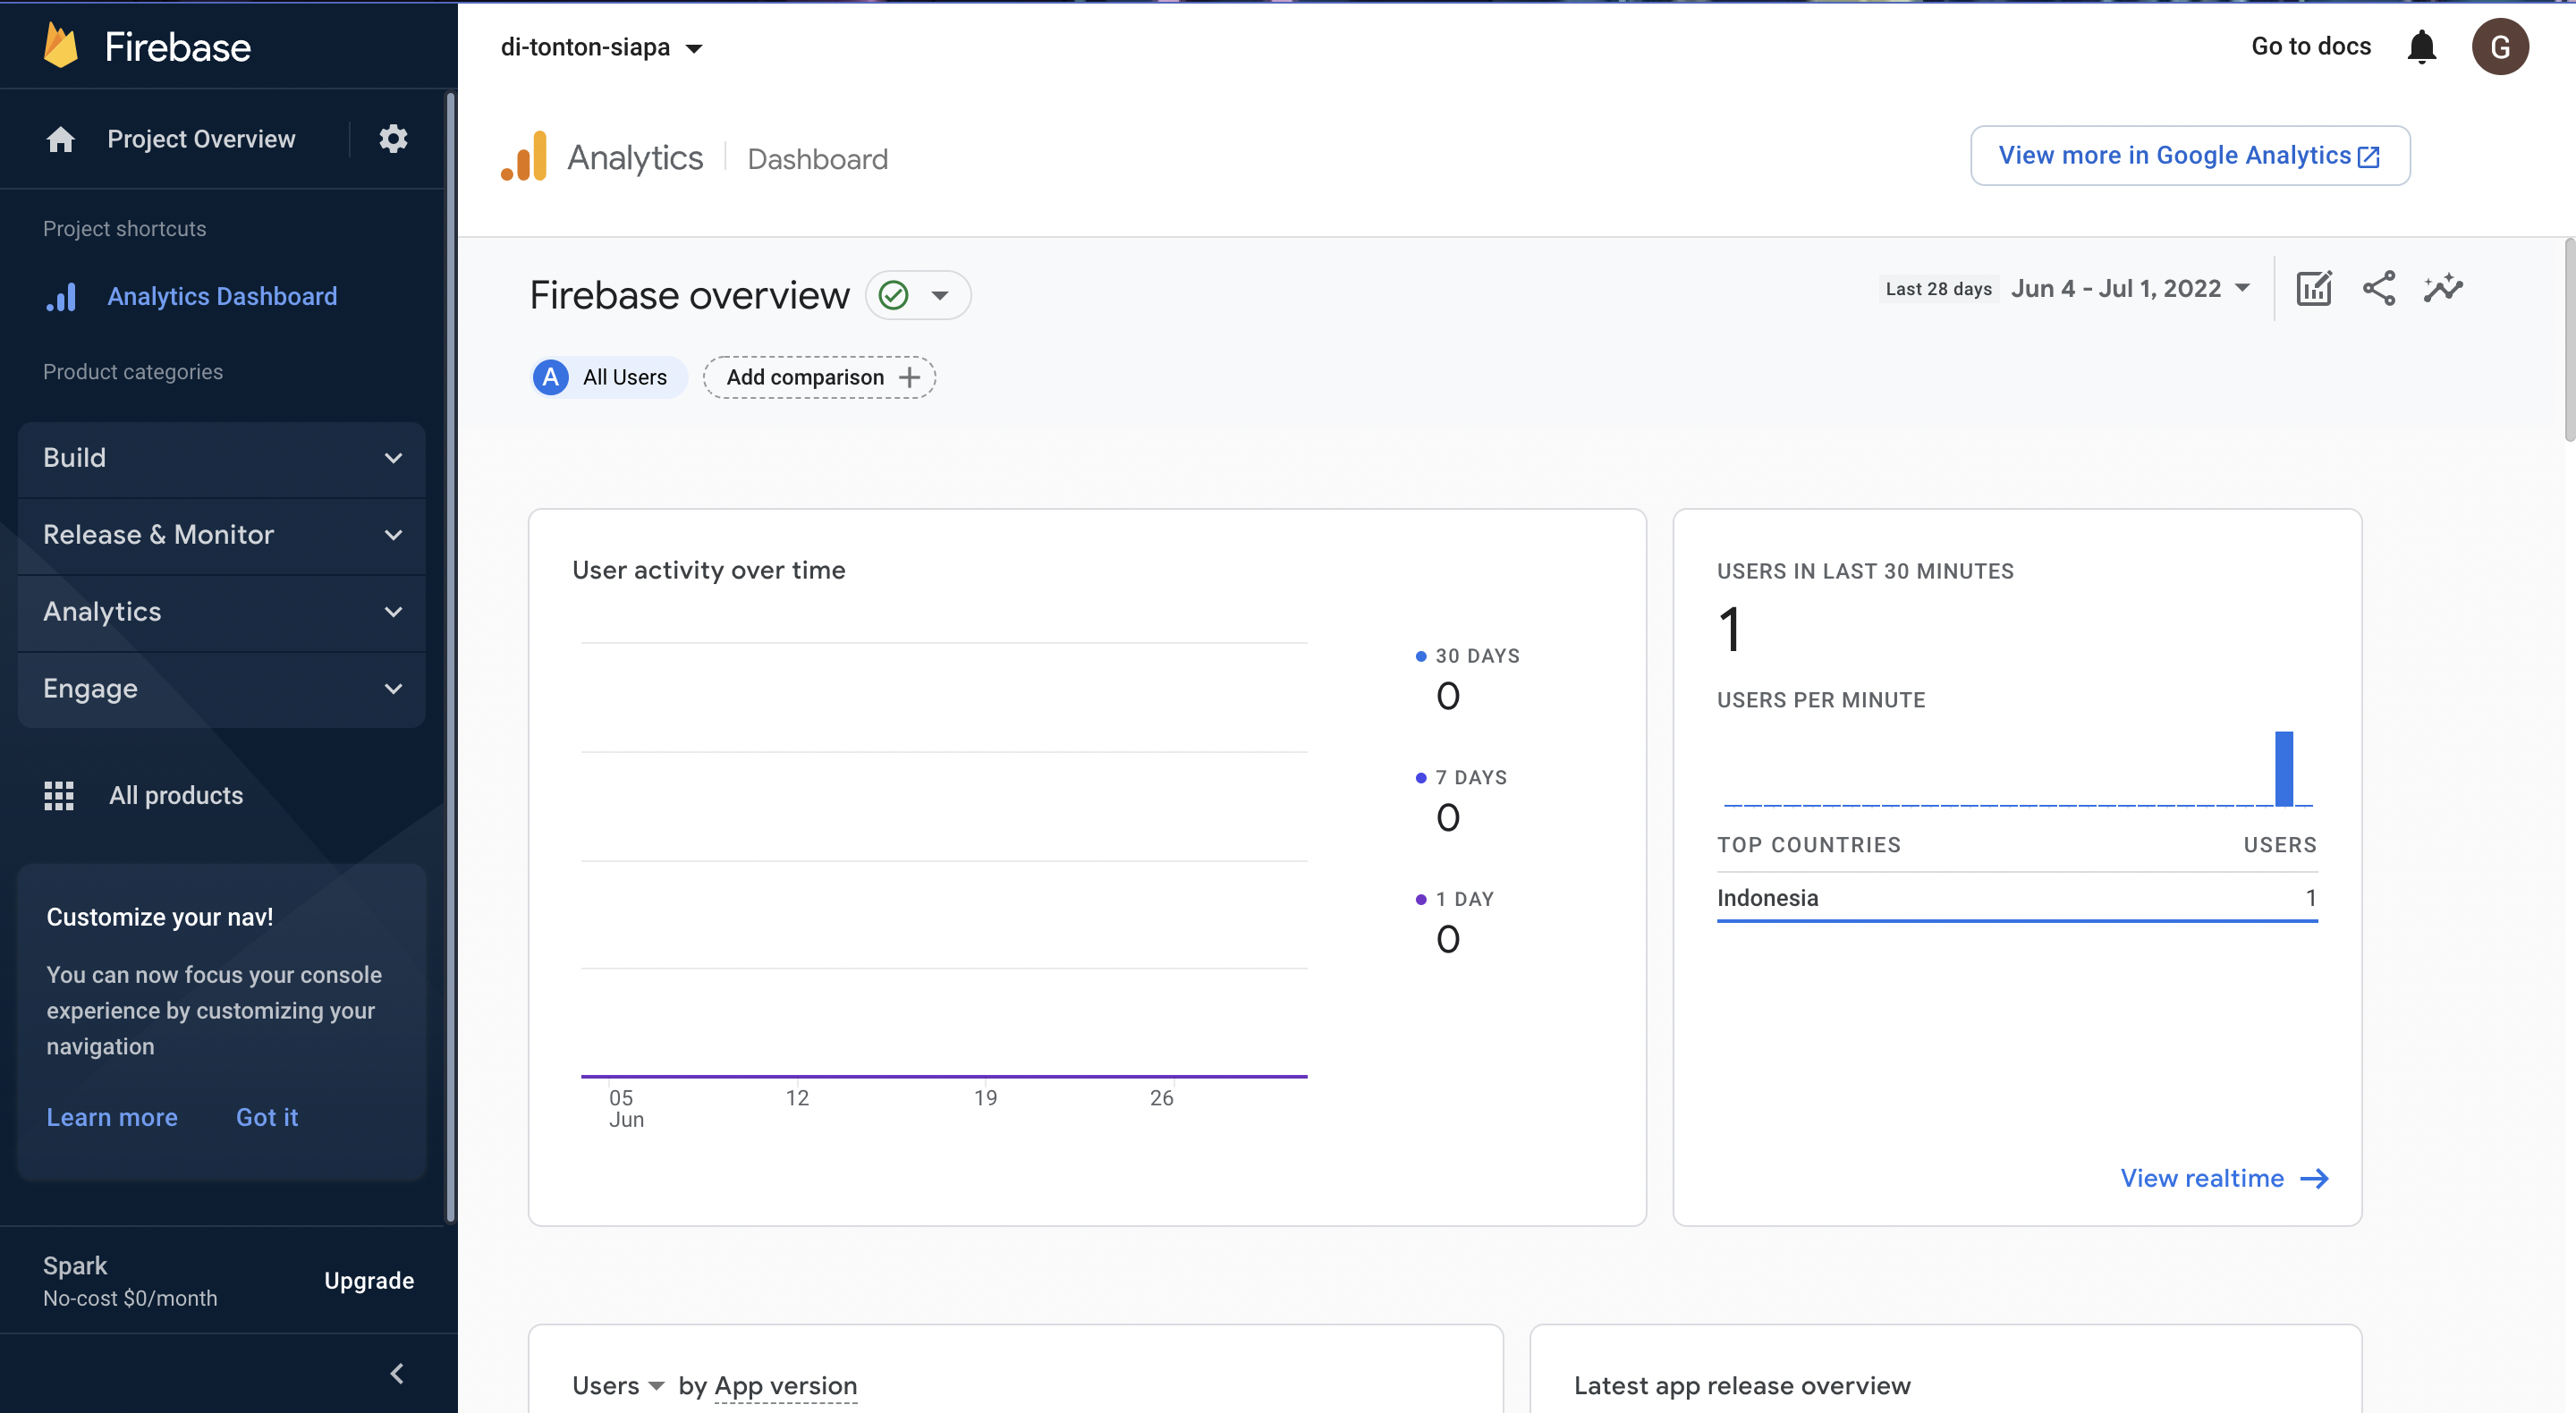 Firebase
Project Overview
Project shortcuts
Analytics Dashboard
Product categories
Build
Release & Monitor
Analytics
Engage
All products
Customize your nav!
You can now focus your console
experience by customizing your
navigation
Learn more Got it
Spark
No-cost $0/month
Upgrade
di-tonton-siapa
Go to docs
G
Analytics Dashboard
View more in Google Analytics
Firebase overview
Last 28 days Jun 4 - Jul 1, 2022
A All Users
Add comparison
User activity over time
30 DAYS
0
7 DAYS
0
1 DAY
0
05 12 19 26
Jun
USERS IN LAST 30 MINUTES
1
USERS PER MINUTE
TOP COUNTRIES USERS
Indonesia 1
View realtime
Users by App version
Latest app release overview